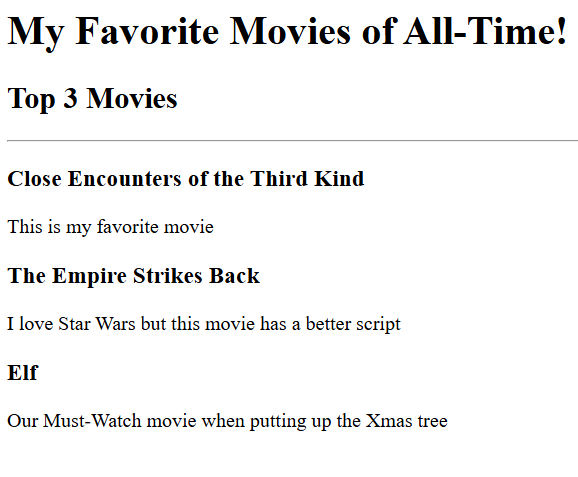 My Favorite Movies of All-Time!
Top 3 Movies
Close Encounters of the Third Kind
This is my favorite movie
The Empire Strikes Back
I love Star Wars but this movie has a better script
Elf
Our Must-Watch movie when putting up the Xmas tree